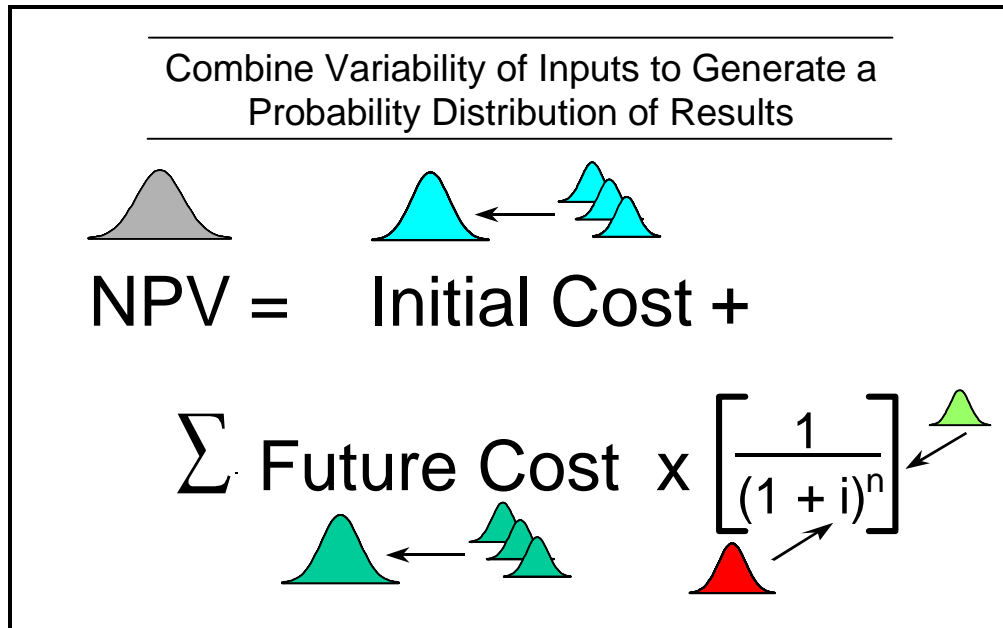 Combine Variability of Inputs to Generate a
Probability Distribution of Results
NPV = Initial Cost +
∑ Future Cost x [ 1
(1 + i)ⁿ ]